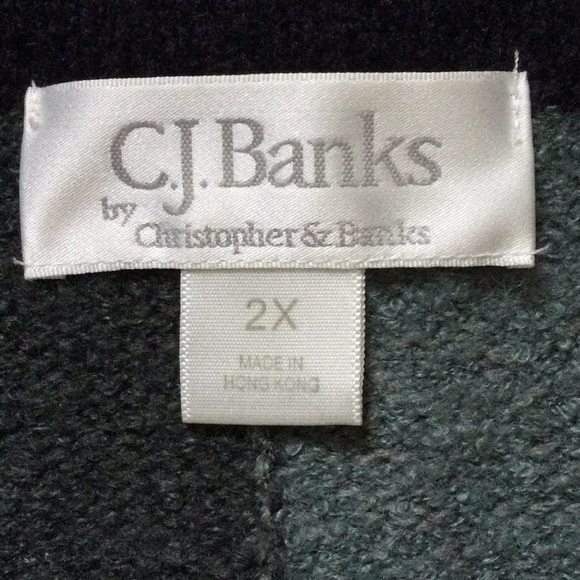 C.J. Banks
by Christopher & Banks
2X
MADE IN
HONG KONG